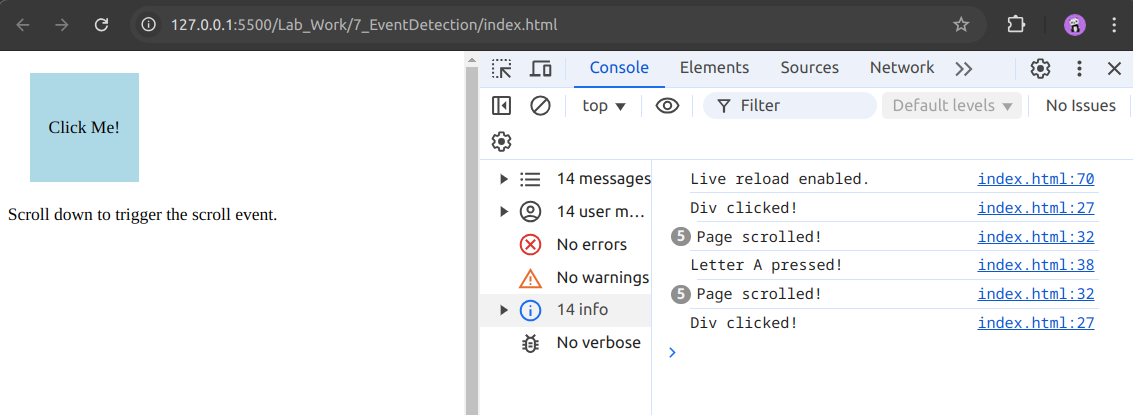 127.0.0.1:5500/Lab_Work/7_EventDetection/index.html
Click Me!
Scroll down to trigger the scroll event.
Console Elements Sources Network
top Filter Default levels No Issues
14 messages
14 user m...
No errors
No warnings
14 info
No verbose
Live reload enabled. index.html:70
Div clicked! index.html:27
5 Page scrolled! index.html:32
Letter A pressed! index.html:38
5 Page scrolled! index.html:32
Div clicked! index.html:27